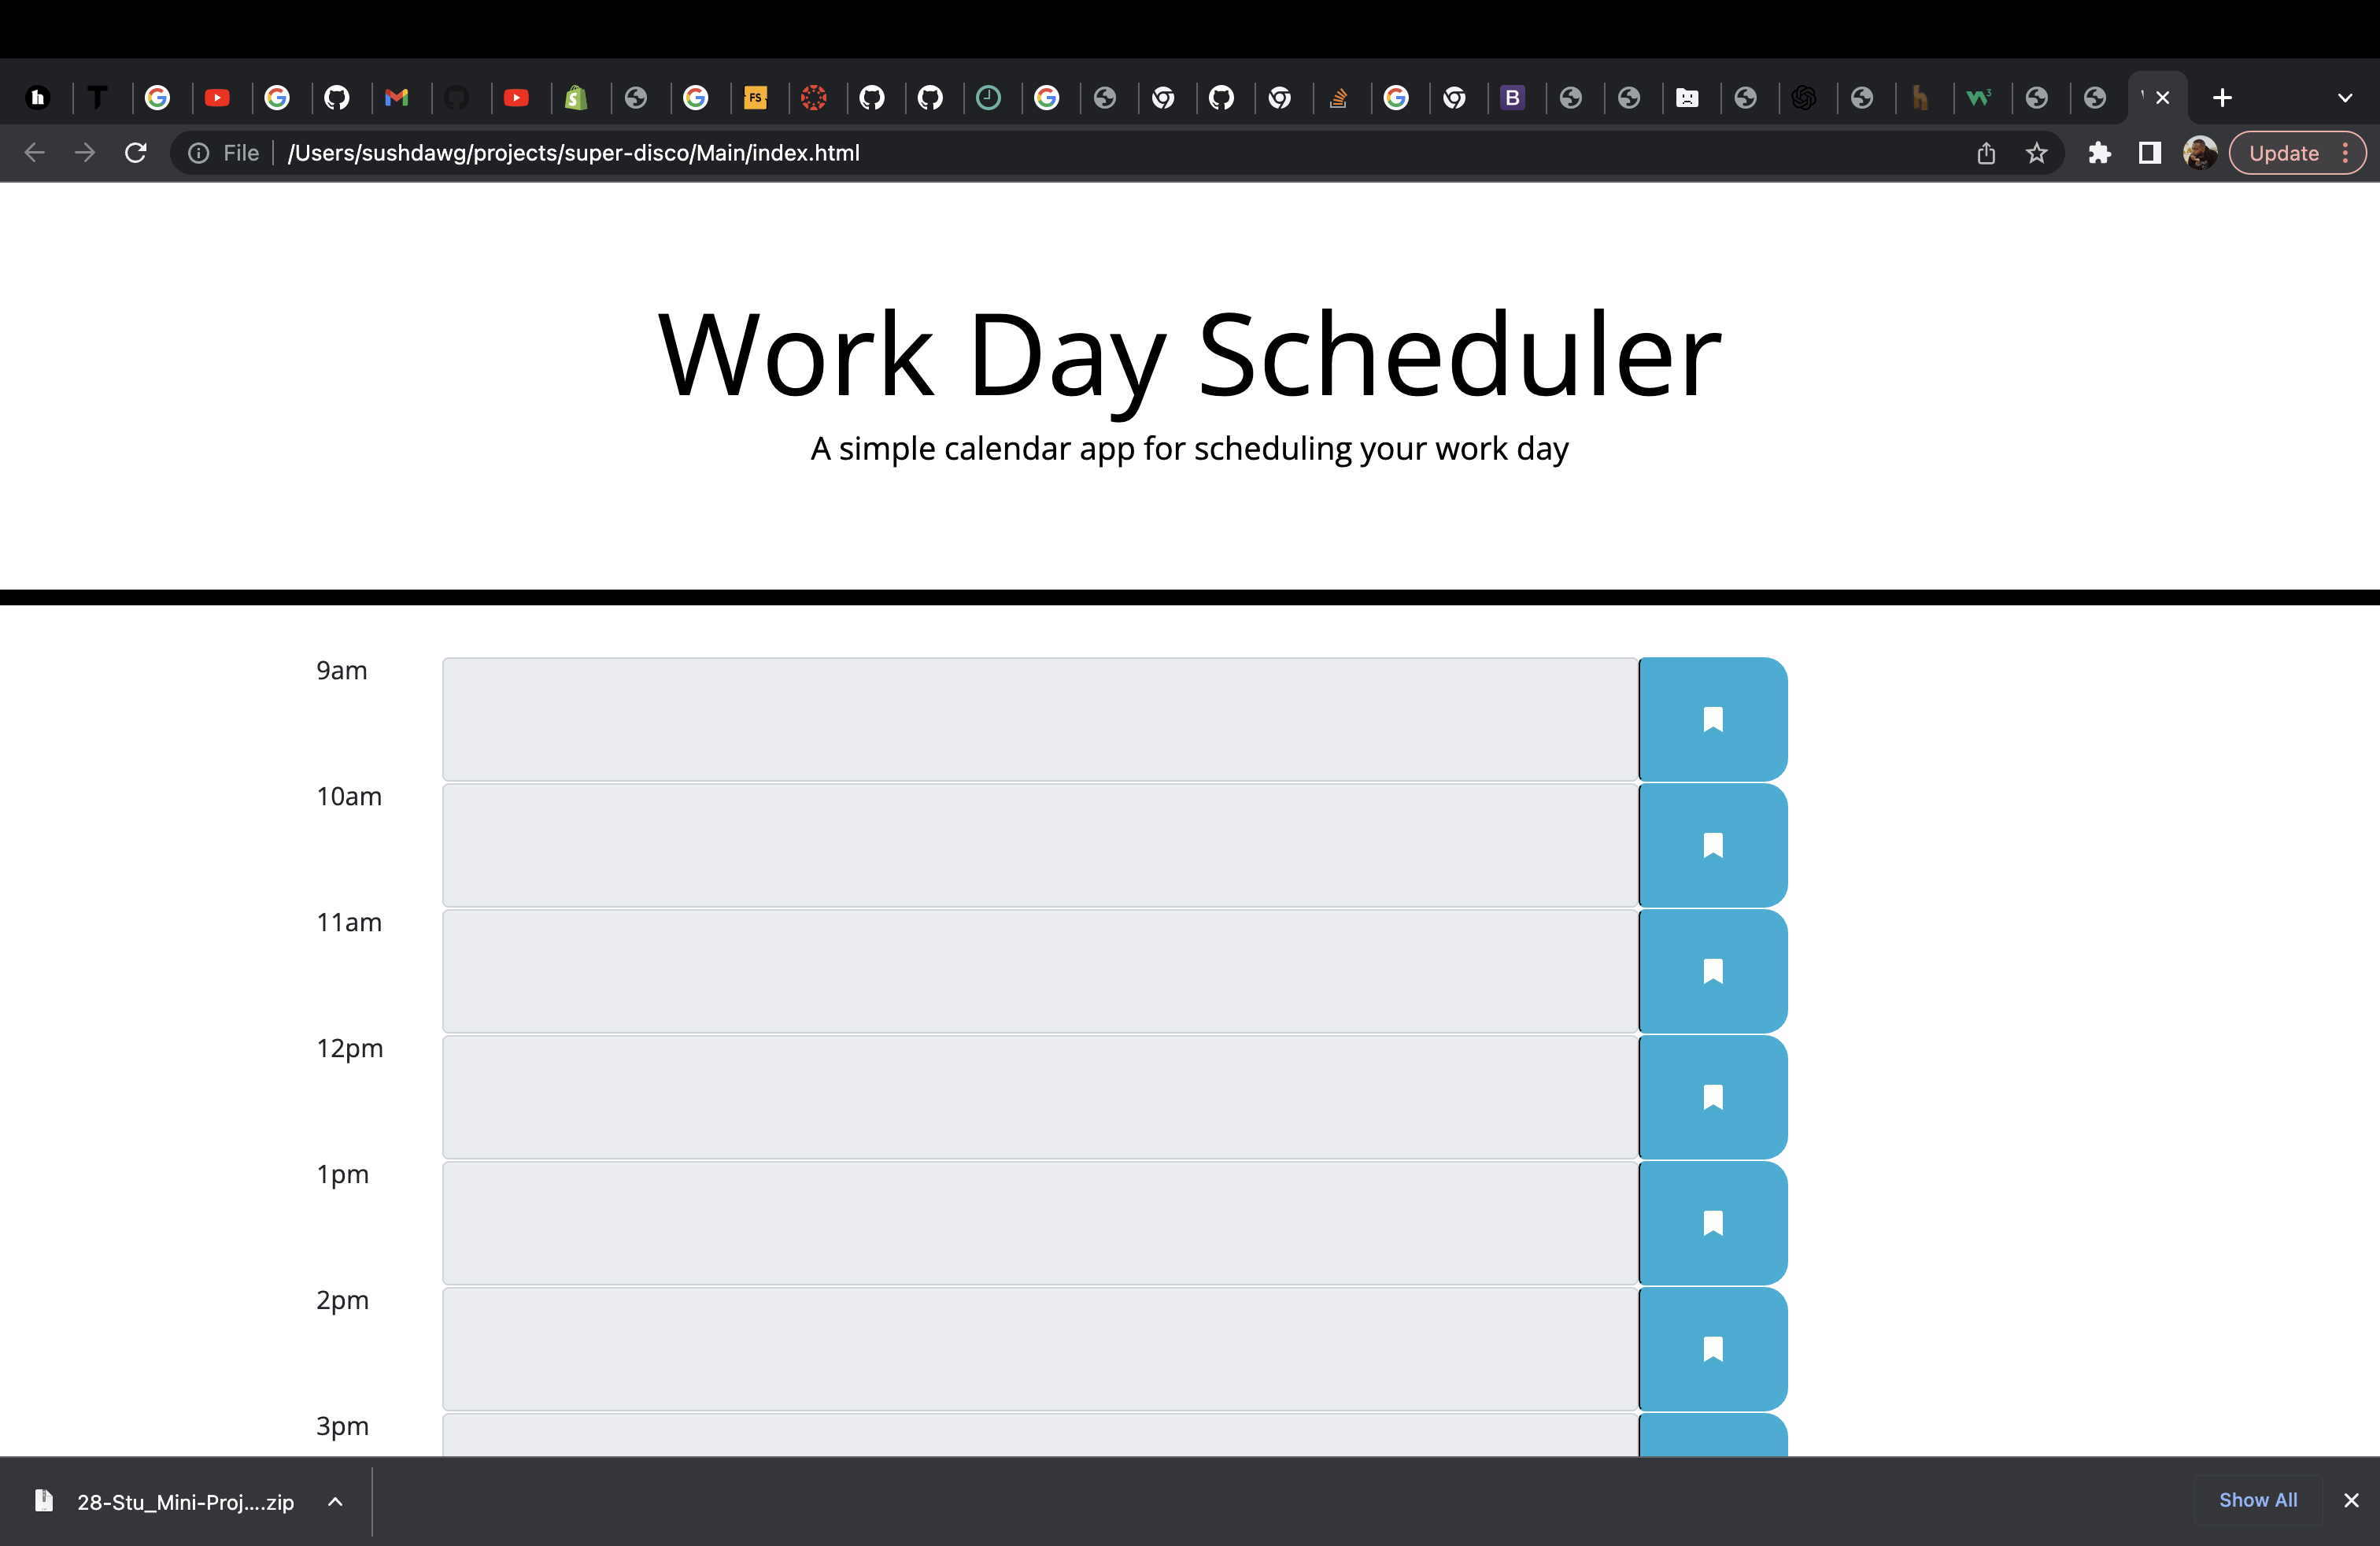 File /Users/sushdawg/projects/super-disco/Main/index.html
Update
Work Day Scheduler
A simple calendar app for scheduling your work day
9am
10am
11am
12pm
1pm
2pm
3pm
28-Stu_Mini-Proj....zip
Show All